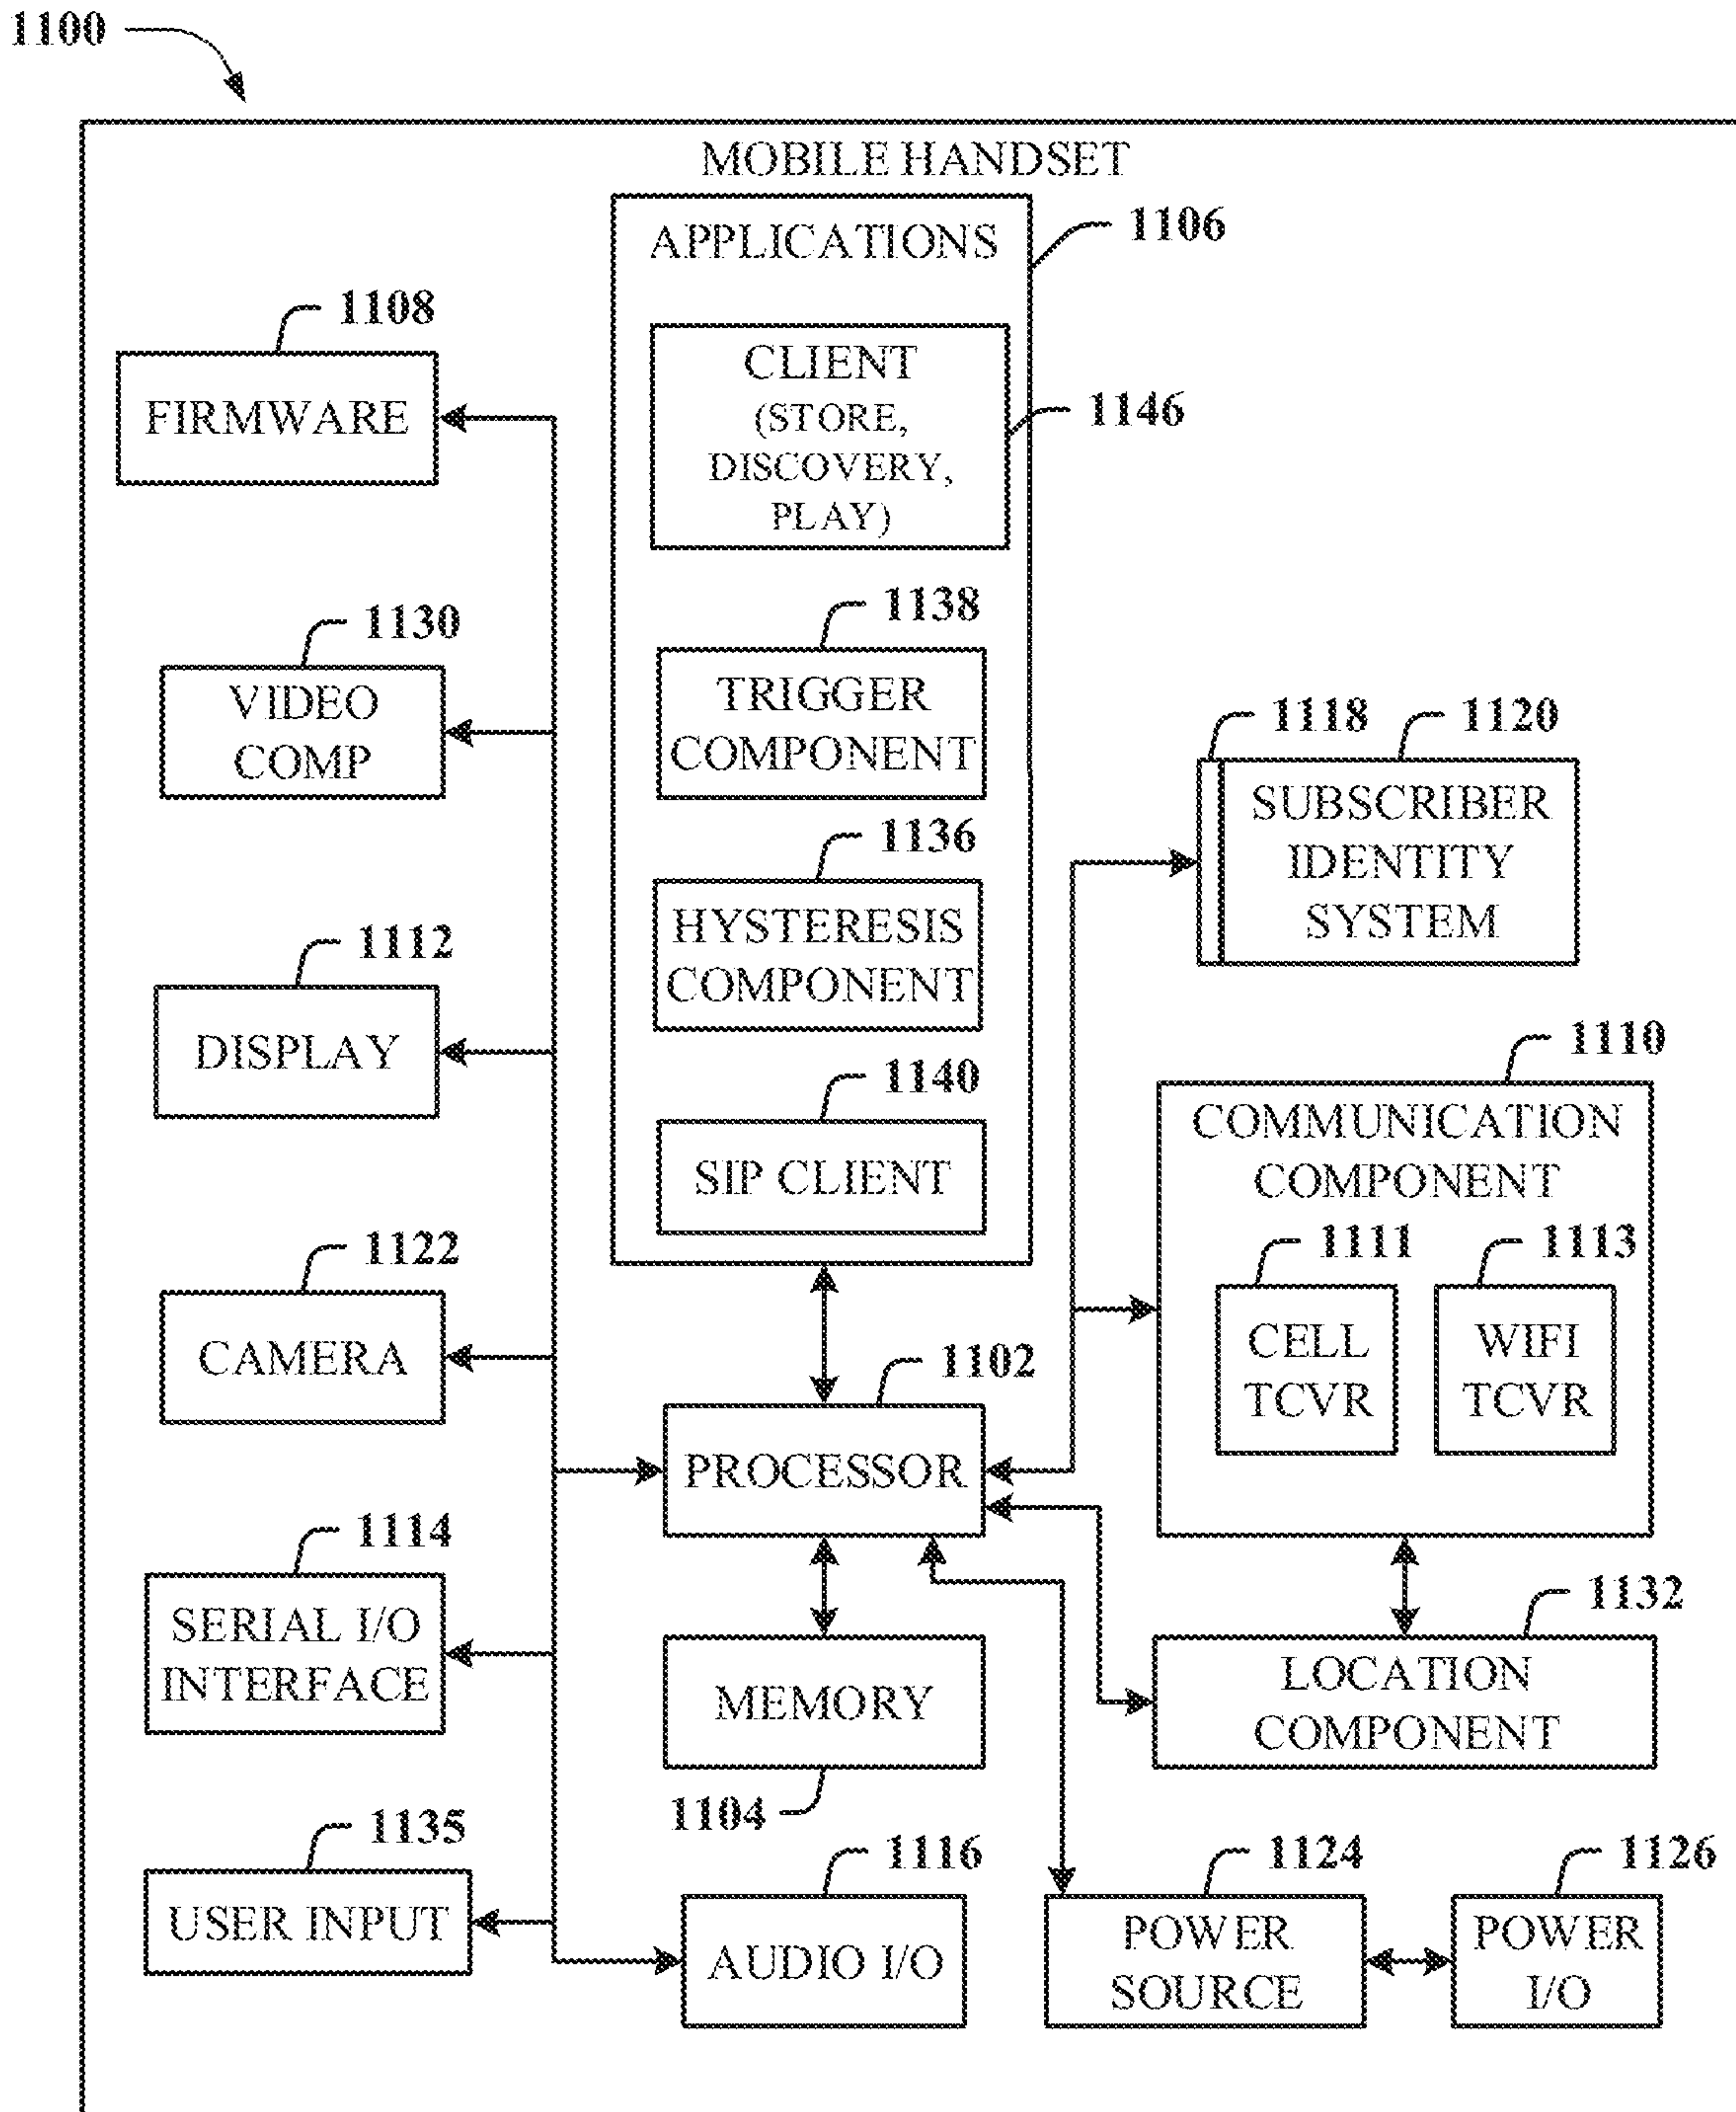 1100
MOBILE HANDSET
APPLICATIONS
1106
1108
FIRMWARE
CLIENT
(STORE,
DISCOVERY,
PLAY)
1146
1130
VIDEO
COMP
1138
TRIGGER
COMPONENT
1118
1120
SUBSCRIBER
IDENTITY
SYSTEM
1136
HYSTERESIS
COMPONENT
1112
DISPLAY
1140
SIP CLIENT
1110
COMMUNICATION
COMPONENT
1111
1113
CELL
TCVR
WIFI
TCVR
1122
CAMERA
1102
PROCESSOR
1114
SERIAL I/O
INTERFACE
MEMORY
1104
1132
LOCATION
COMPONENT
1135
USER INPUT
1116
AUDIO I/O
1124
POWER
SOURCE
1126
POWER
I/O